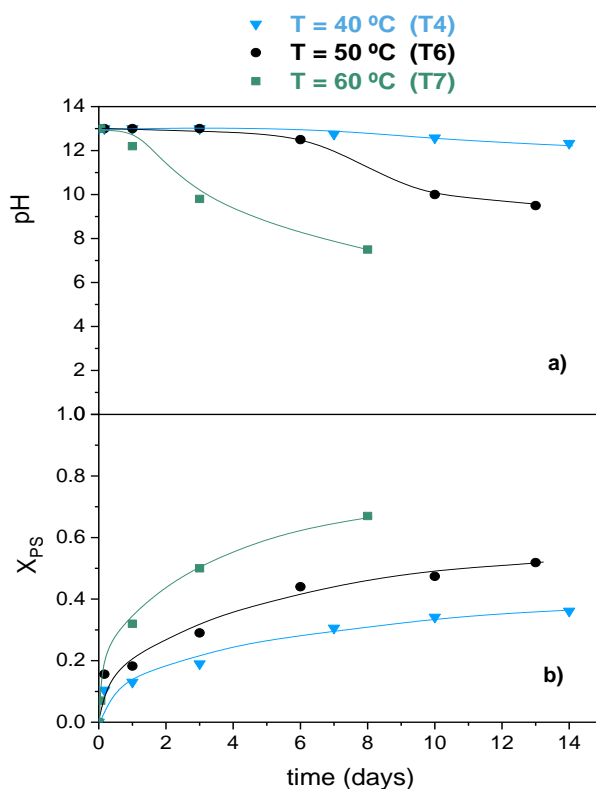 T = 40 ºC (T4)
T = 50 ºC (T6)
T = 60 ºC (T7)
14
12
10
8
6
4
2
pH
a)
1.0
0
0.8
0.6
0.4
0.2
0.0
XPS
b)
0 2 4 6 8 10 12 14
time (days)